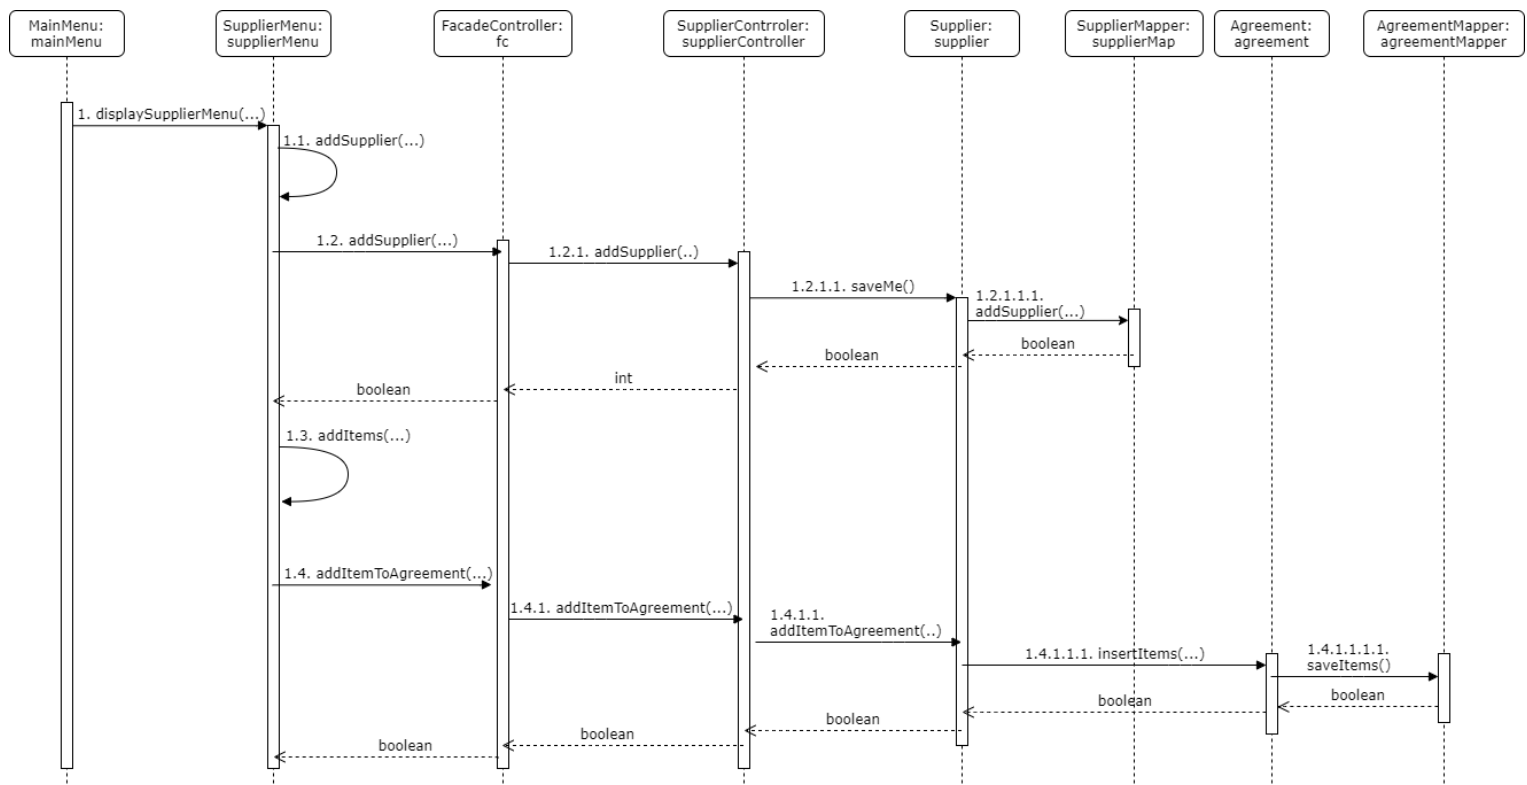 MainMenu:
mainMenu
SupplierMenu:
supplierMenu
FacadeController:
fc
SupplierContrroler:
supplierController
Supplier:
supplier
SupplierMapper:
supplierMap
Agreement:
agreement
AgreementMapper:
agreementMapper
1. displaySupplierMenu(...)
1.1. addSupplier(...)
1.2. addSupplier(...)
1.2.1. addSupplier(..)
1.2.1.1. saveMe()
1.2.1.1.1.
addSupplier(...)
boolean
boolean
int
boolean
1.3. addItems(...)
1.4. addItemToAgreement(...)
1.4.1. addItemToAgreement(...)
1.4.1.1.
addItemToAgreement(..)
1.4.1.1.1. insertItems(...)
1.4.1.1.1.1.
saveItems()
boolean
boolean
boolean
boolean
boolean